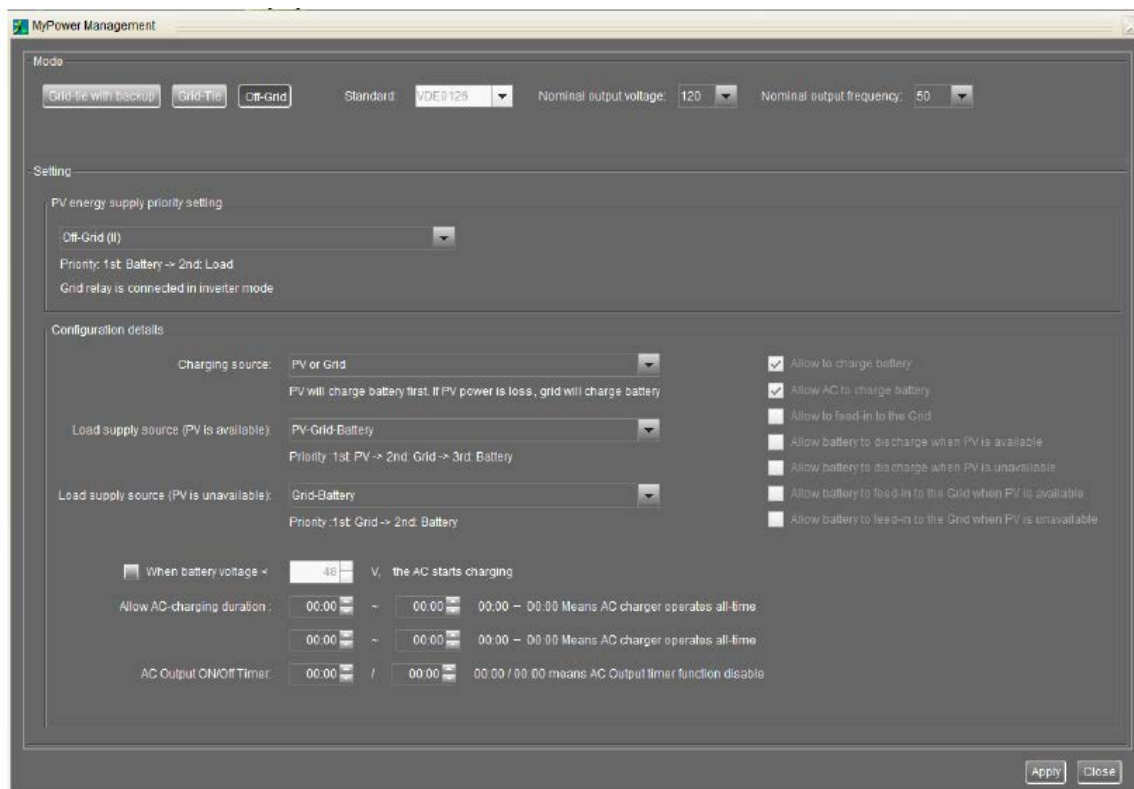 MyPower Management
Mode
Grid-tie with backup Grid-Tie Off-Grid Standard: VDE0126 Nominal output voltage: 120 Nominal output frequency: 50
Setting
PV energy supply priority setting
Off-Grid (II)
Priority: 1st: Battery -> 2nd: Load
Grid relay is connected in inverter mode
Configuration details
Charging source: PV or Grid
PV will charge battery first. If PV power is loss, grid will charge battery
Load supply source (PV is available): PV-Grid-Battery
Priority :1st: PV -> 2nd: Grid -> 3rd: Battery
Load supply source (PV is unavailable): Grid-Battery
Priority :1st: Grid -> 2nd: Battery
Allow to charge battery
Allow AC to charge battery
Allow to feed-in to the Grid
Allow battery to discharge when PV is available
Allow battery to discharge when PV is unavailable
Allow battery to feed-in to the Grid when PV is available
Allow battery to feed-in to the Grid when PV is unavailable
When battery voltage < 48 V, the AC starts charging
Allow AC-charging duration : 00:00 ~ 00:00 00:00 – 00:00 Means AC charger operates all-time
00:00 ~ 00:00 00:00 – 00:00 Means AC charger operates all-time
AC Output ON/Off Timer: 00:00 / 00:00 00:00 / 00:00 means AC Output timer function disable
Apply Close